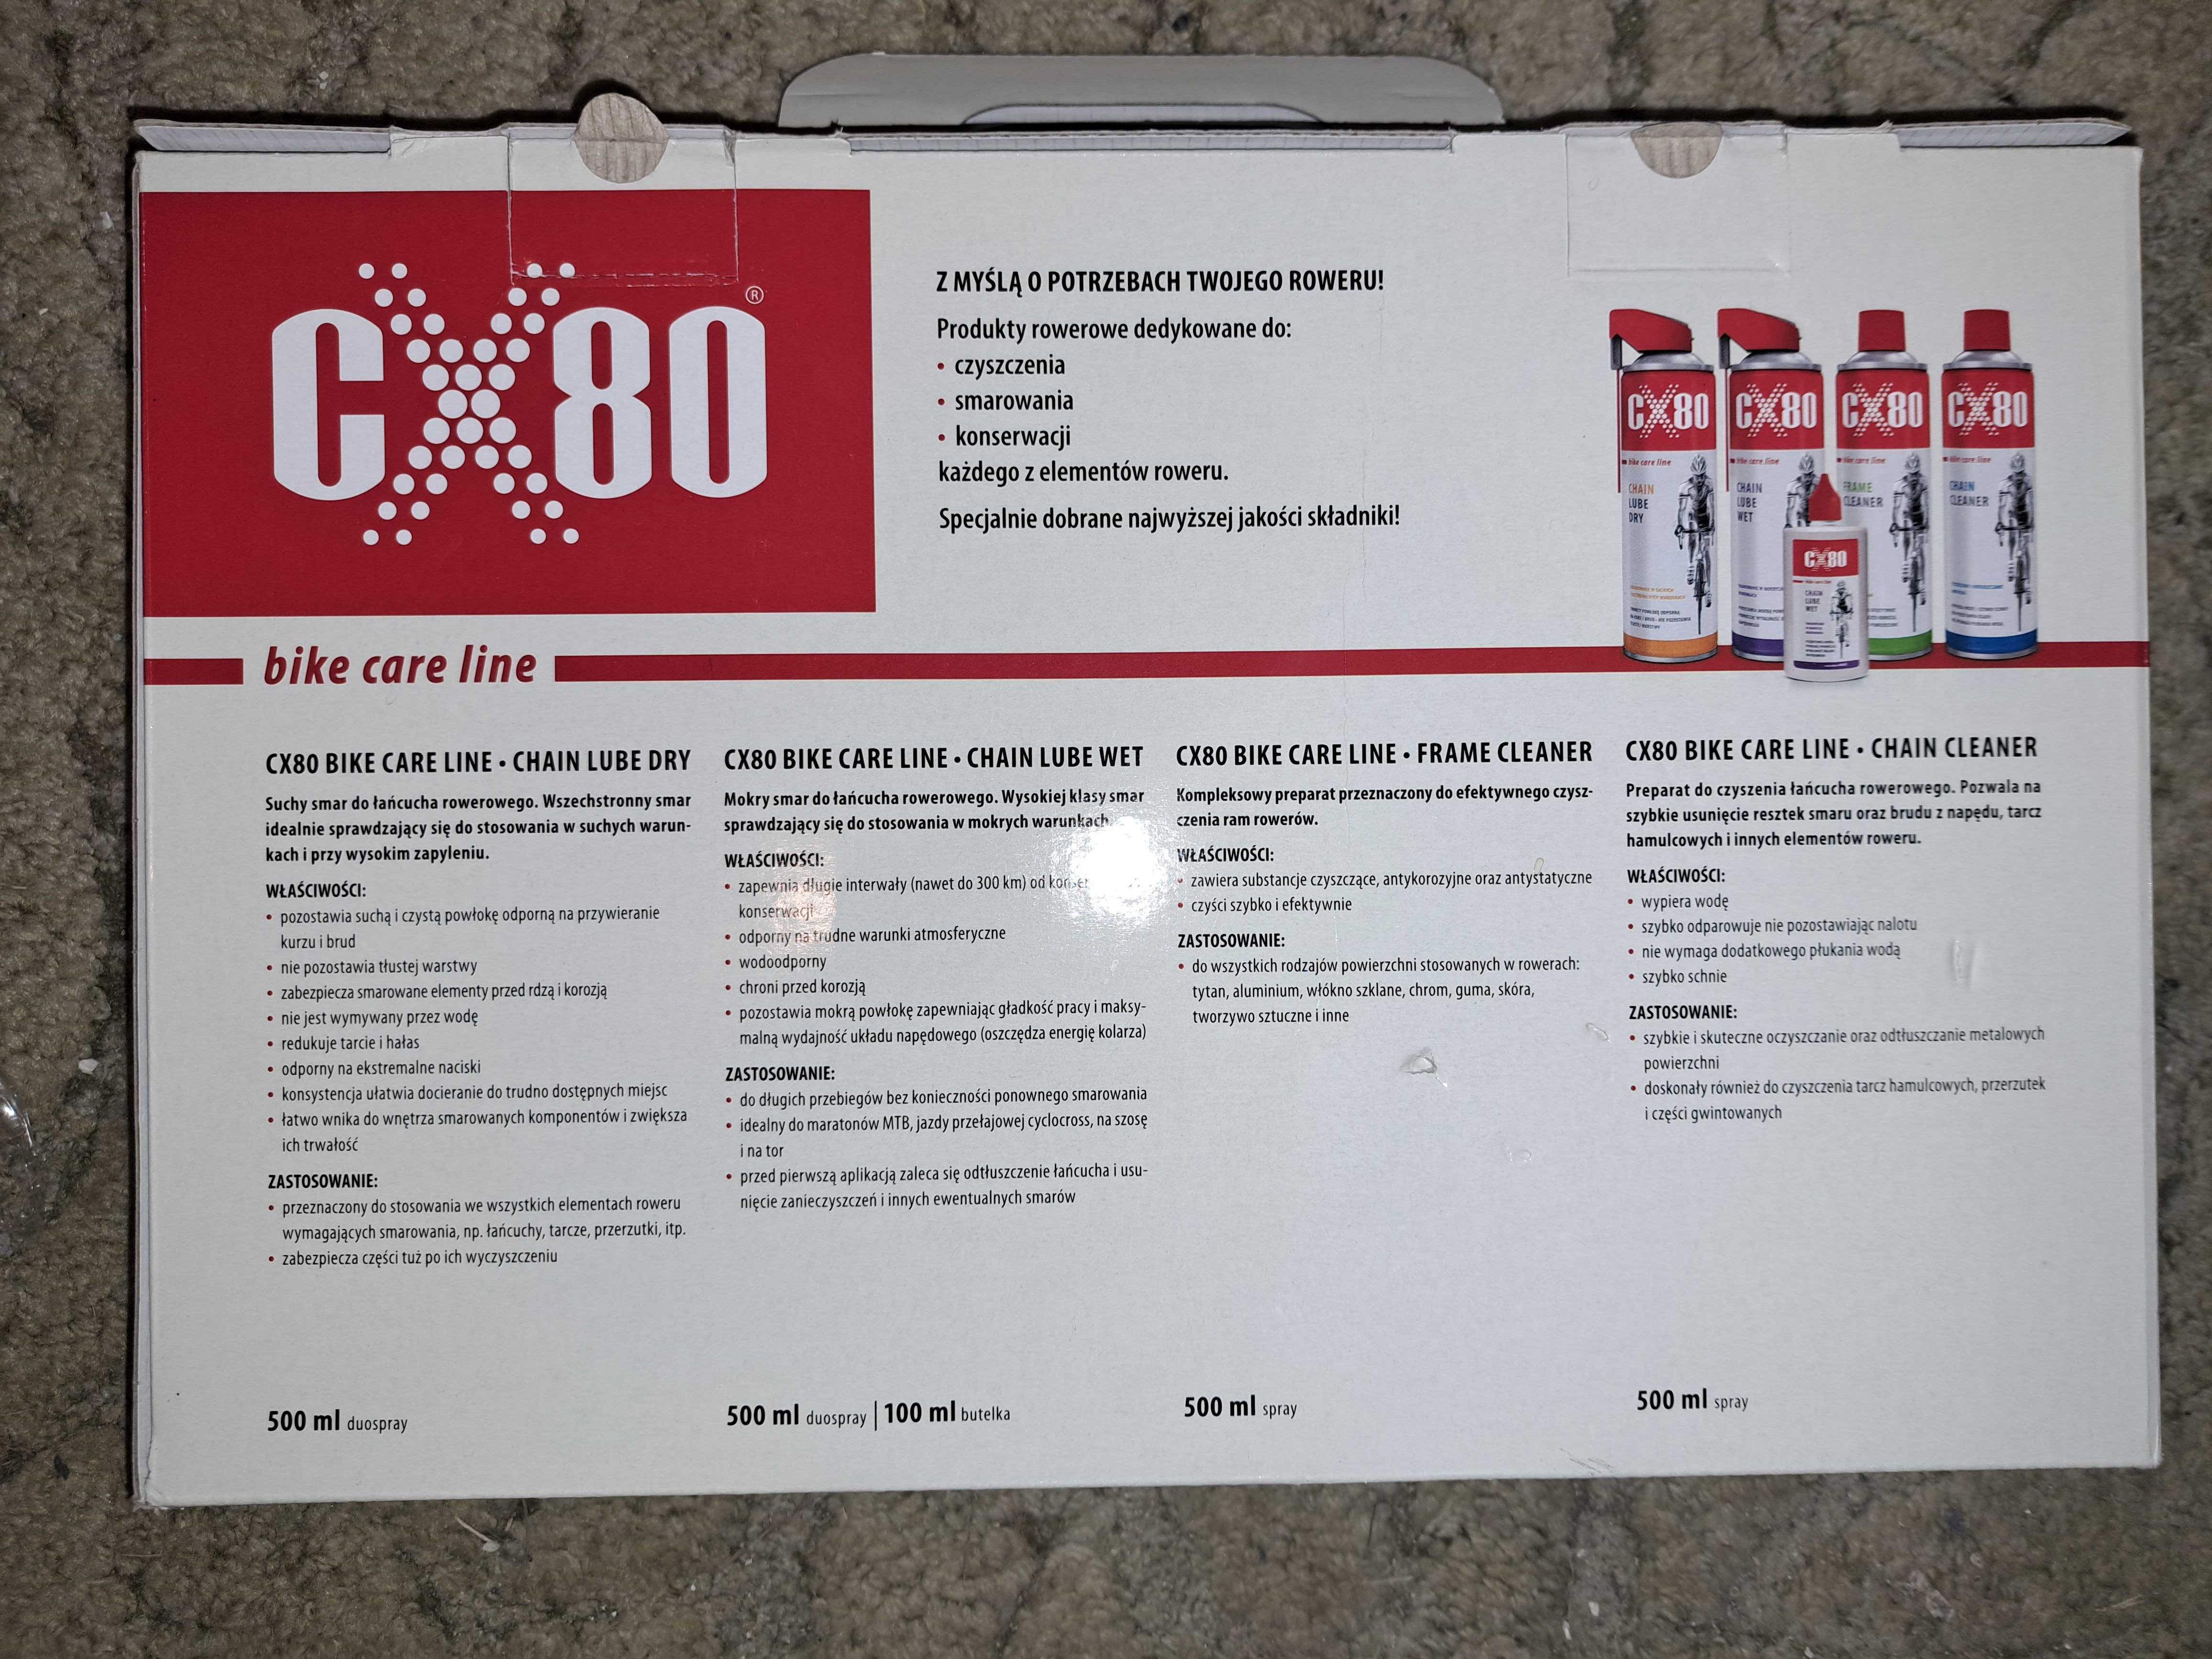 CX80®
bike care line
Z MYŚLĄ O POTRZEBACH TWOJEGO ROWERU!
Produkty rowerowe dedykowane do:
• czyszczenia
• smarowania
• konserwacji
każdego z elementów roweru.
Specjalnie dobrane najwyższej jakości składniki!
CX80
bike care line
CHAIN
LUBE
DRY
CX80
bike care line
CHAIN
LUBE
WET
CX80
bike care line
FRAME
CLEANER
CX80
bike care line
CHAIN
CLEANER
CX80
CHAIN
LUBE
WET
CX80 BIKE CARE LINE • CHAIN LUBE DRY
Suchy smar do łańcucha rowerowego. Wszechstronny smar
idealnie sprawdzający się do stosowania w suchych warun-
kach i przy wysokim zapyleniu.
WŁAŚCIWOŚCI:
• pozostawia suchą i czystą powłokę odporną na przywieranie
kurzu i brud
• nie pozostawia tłustej warstwy
• zabezpiecza smarowane elementy przed rdzą i korozją
• nie jest wymywany przez wodę
• redukuje tarcie i hałas
• odporny na ekstremalne naciski
• konsystencja ułatwia docieranie do trudno dostępnych miejsc
• łatwo wnika do wnętrza smarowanych komponentów i zwiększa
ich trwałość
ZASTOSOWANIE:
• przeznaczony do stosowania we wszystkich elementach roweru
wymagających smarowania, np. łańcuchy, tarcze, przerzutki, itp.
• zabezpiecza części tuż po ich wyczyszczeniu
500 ml duospray
CX80 BIKE CARE LINE • CHAIN LUBE WET
Mokry smar do łańcucha rowerowego. Wysokiej klasy smar
sprawdzający się do stosowania w mokrych warunkach.
WŁAŚCIWOŚCI:
• zapewnia długie interwały (nawet do 300 km) od
konserwacji
• odporny na trudne warunki atmosferyczne
• wodoodporny
• chroni przed korozją
• pozostawia mokrą powłokę zapewniając gładkość pracy i maksy-
malną wydajność układu napędowego (oszczędza energię kolarza)
ZASTOSOWANIE:
• do długich przebiegów bez konieczności ponownego smarowania
• idealny do maratonów MTB, jazdy przełajowej cyclocross, na szosę
i na tor
• przed pierwszą aplikacją zaleca się odtłuszczenie łańcucha i usu-
nięcie zanieczyszczeń i innych ewentualnych smarów
500 ml duospray | 100 ml butelka
CX80 BIKE CARE LINE • FRAME CLEANER
Kompleksowy preparat przeznaczony do efektywnego czysz-
czenia ram rowerów.
WŁAŚCIWOŚCI:
• zawiera substancje czyszczące, antykorozyjne oraz antystatyczne
• czyści szybko i efektywnie
ZASTOSOWANIE:
• do wszystkich rodzajów powierzchni stosowanych w rowerach:
tytan, aluminium, włókno szklane, chrom, guma, skóra,
tworzywo sztuczne i inne
500 ml spray
CX80 BIKE CARE LINE • CHAIN CLEANER
Preparat do czyszenia łańcucha rowerowego. Pozwala na
szybkie usunięcie resztek smaru oraz brudu z napędu, tarcz
hamulcowych i innych elementów roweru.
WŁAŚCIWOŚCI:
• wypiera wodę
• szybko odparowuje nie pozostawiając nalotu
• nie wymaga dodatkowego płukania wodą
• szybko schnie
ZASTOSOWANIE:
• szybkie i skuteczne oczyszczanie oraz odtłuszczanie metalowych
powierzchni
• doskonały również do czyszczenia tarcz hamulcowych, przerzutek
i części gwintowanych
500 ml spray